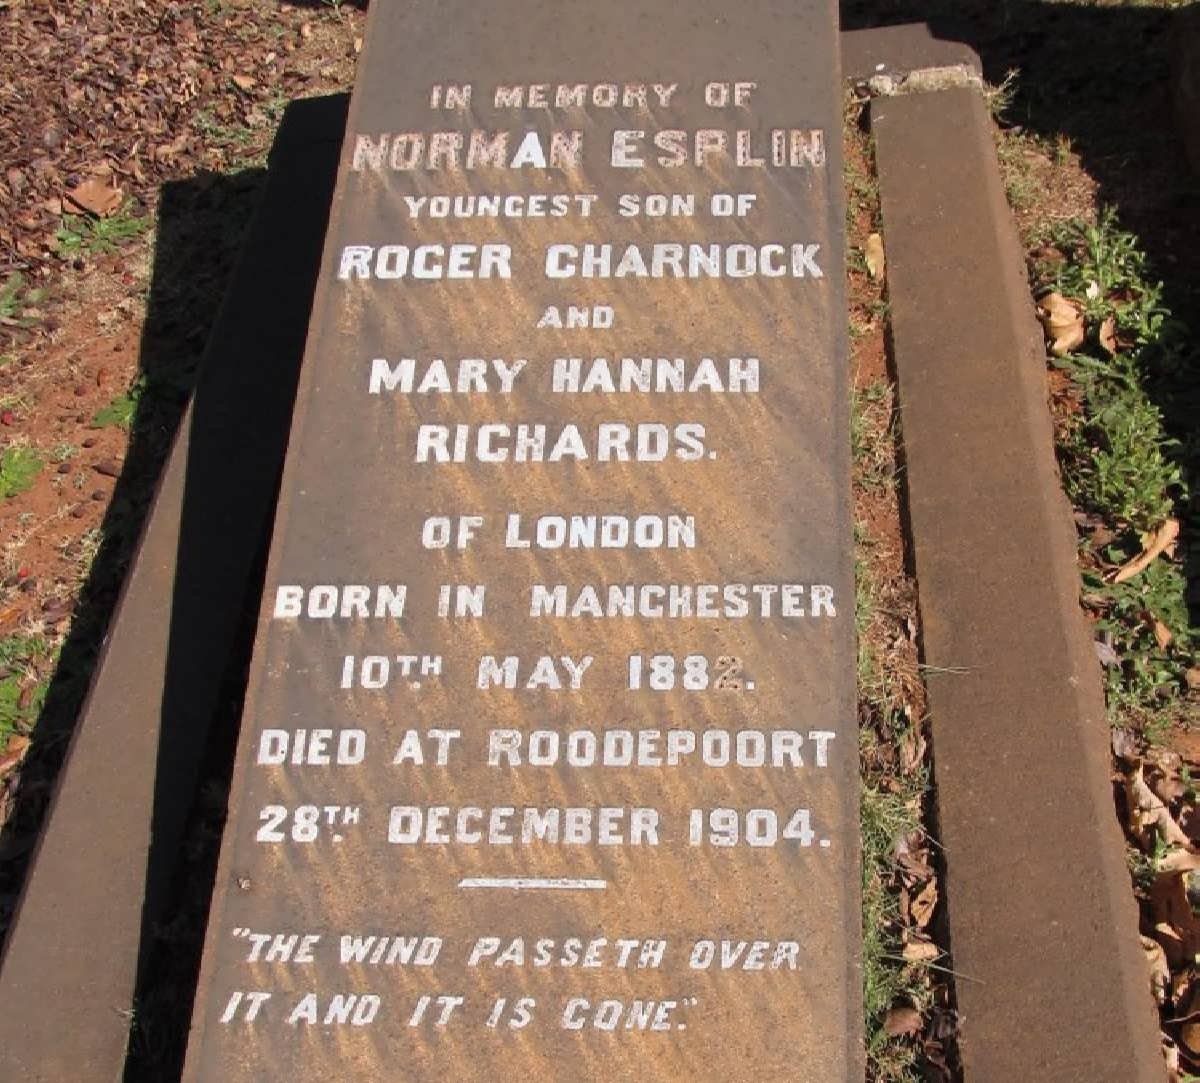 IN MEMORY OF
NORMAN ESPLIN
YOUNGEST SON OF
ROGER CHARNOCK
AND
MARY HANNAH
RICHARDS.
OF LONDON
BORN IN MANCHESTER
10TH. MAY 1882.
DIED AT ROODEPOORT
28TH. DECEMBER 1904.
"THE WIND PASSETH OVER
IT AND IT IS GONE."